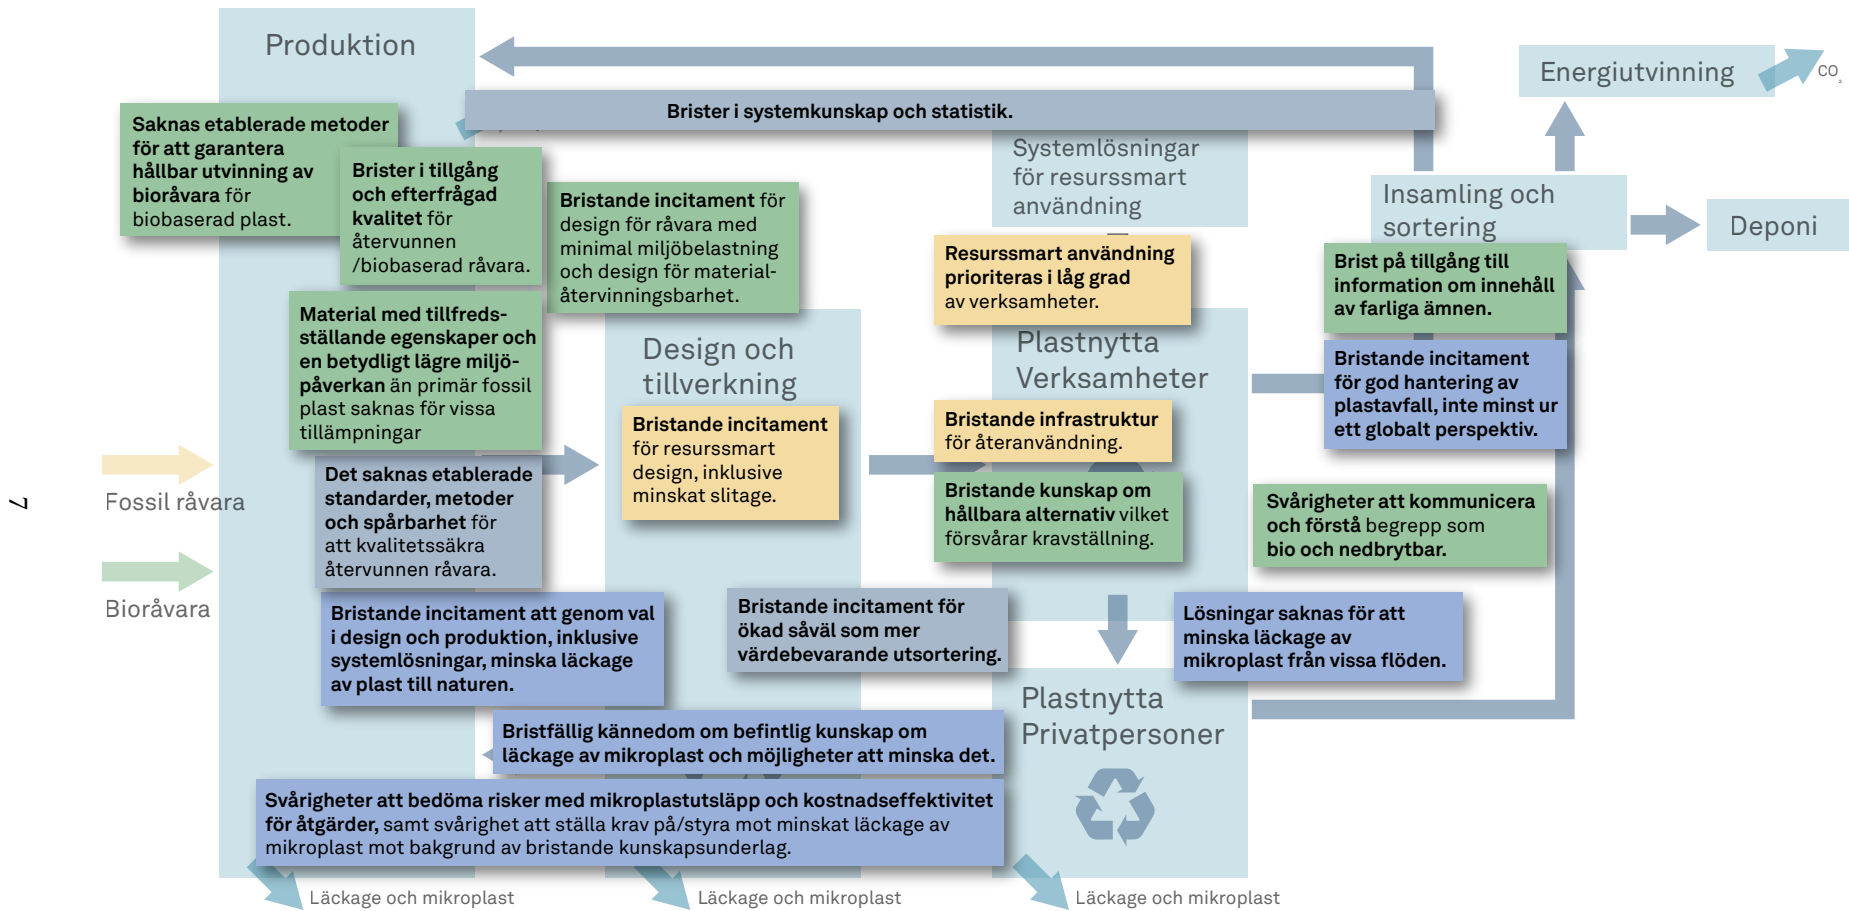 Produktion
Energiutvinning
CO₂
Brister i systemkunskap och statistik.
Saknas etablerade metoder
för att garantera
hållbar utvinning av
bioråvara för
biobaserad plast.
Brister i tillgång
och efterfrågad
kvalitet för
återvunnen
/biobaserad råvara.
Bristande incitament för
design för råvara med
minimal miljöbelastning
och design för material-
återvinningsbarhet.
Systemlösningar
för resurssmart
användning
Insamling och
sortering
Deponi
Resurssmart användning
prioriteras i låg grad
av verksamheter.
Brist på tillgång till
information om innehåll
av farliga ämnen.
Material med tillfreds-
ställande egenskaper och
en betydligt lägre miljö-
påverkan än primär fossil
plast saknas för vissa
tillämpningar
Design och
tillverkning
Plastnytta
Verksamheter
Bristande incitament
för god hantering av
plastavfall, inte minst ur
ett globalt perspektiv.
Bristande incitament
för resurssmart
design, inklusive
minskat slitage.
Bristande infrastruktur
för återanvändning.
Fossil råvara
Det saknas etablerade
standarder, metoder
och spårbarhet för
att kvalitetssäkra
återvunnen råvara.
Bristande kunskap om
hållbara alternativ vilket
försvårar kravställning.
Svårigheter att kommunicera
och förstå begrepp som
bio och nedbrytbar.
7
Bioråvara
Bristande incitament att genom val
i design och produktion, inklusive
systemlösningar, minska läckage
av plast till naturen.
Bristande incitament för
ökad såväl som mer
värdebevarande utsortering.
Lösningar saknas för att
minska läckage av
mikroplast från vissa flöden.
Plastnytta
Privatpersoner
Bristfällig kännedom om befintlig kunskap om
läckage av mikroplast och möjligheter att minska det.
Svårigheter att bedöma risker med mikroplastutsläpp och kostnadseffektivitet
för åtgärder, samt svårighet att ställa krav på/styra mot minskat läckage av
mikroplast mot bakgrund av bristande kunskapsunderlag.
Läckage och mikroplast
Läckage och mikroplast
Läckage och mikroplast